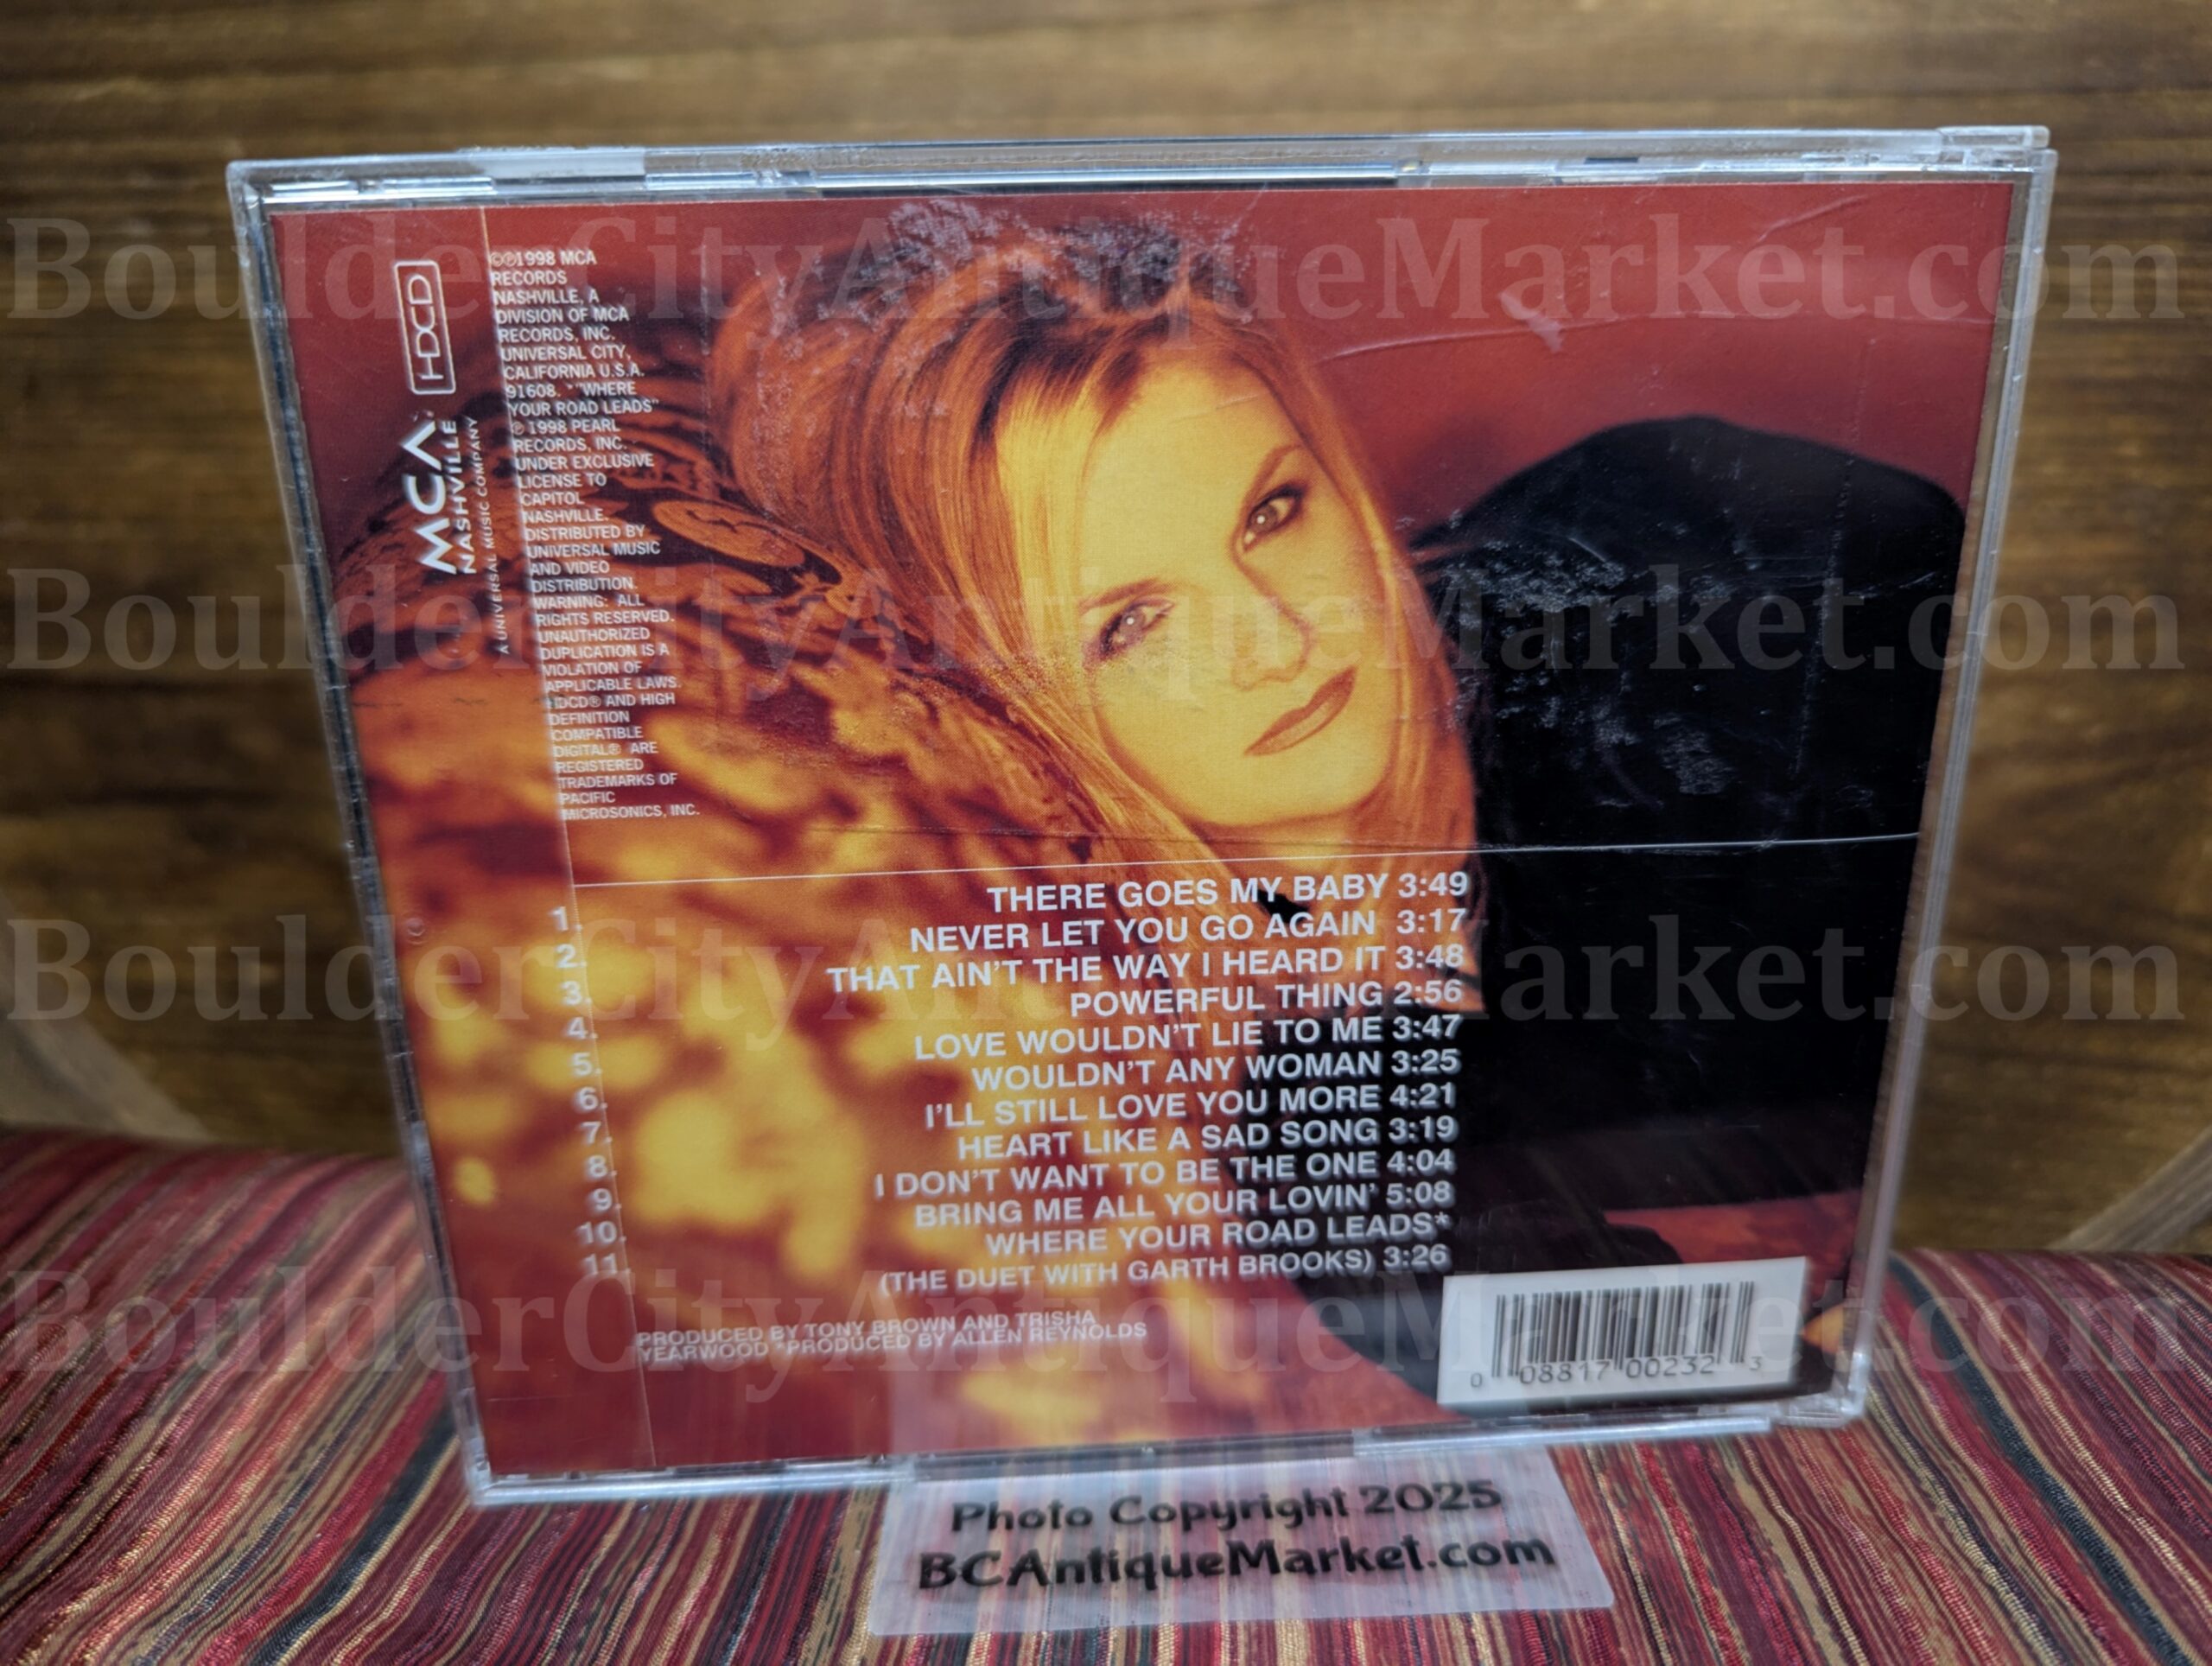 HDCD
MCA
NASHVILLE
A UNIVERSAL MUSIC COMPANY
©℗1998 MCA
RECORDS
NASHVILLE, A
DIVISION OF MCA
RECORDS, INC.
UNIVERSAL CITY,
CALIFORNIA U.S.A.
91608. *"WHERE
YOUR ROAD LEADS"
℗ 1998 PEARL
RECORDS, INC.
UNDER EXCLUSIVE
LICENSE TO
CAPITOL
NASHVILLE.
DISTRIBUTED BY
UNIVERSAL MUSIC
AND VIDEO
DISTRIBUTION.
WARNING: ALL
RIGHTS RESERVED.
UNAUTHORIZED
DUPLICATION IS A
VIOLATION OF
APPLICABLE LAWS.
HDCD® AND HIGH
DEFINITION
COMPATIBLE
DIGITAL® ARE
REGISTERED
TRADEMARKS OF
PACIFIC
MICROSONICS, INC.
1. THERE GOES MY BABY 3:49
2. NEVER LET YOU GO AGAIN 3:17
3. THAT AIN'T THE WAY I HEARD IT 3:48
4. POWERFUL THING 2:56
5. LOVE WOULDN'T LIE TO ME 3:47
6. WOULDN'T ANY WOMAN 3:25
7. I'LL STILL LOVE YOU MORE 4:21
8. HEART LIKE A SAD SONG 3:19
9. I DON'T WANT TO BE THE ONE 4:04
10. BRING ME ALL YOUR LOVIN' 5:08
11. WHERE YOUR ROAD LEADS*
(THE DUET WITH GARTH BROOKS) 3:26
PRODUCED BY TONY BROWN AND TRISHA
YEARWOOD *PRODUCED BY ALLEN REYNOLDS
0 08817 00232 3
Photo Copyright 2025
BCAntiqueMarket.com
BoulderCityAntiqueMarket.com
BoulderCityAntiqueMarket.com
BoulderCityAntiqueMarket.com
BoulderCityAntiqueMarket.com